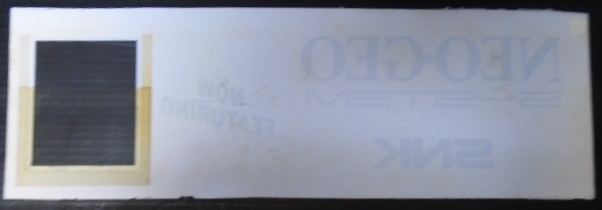 NEO•GEO
SYSTEM
NOW
FEATURING
SNK